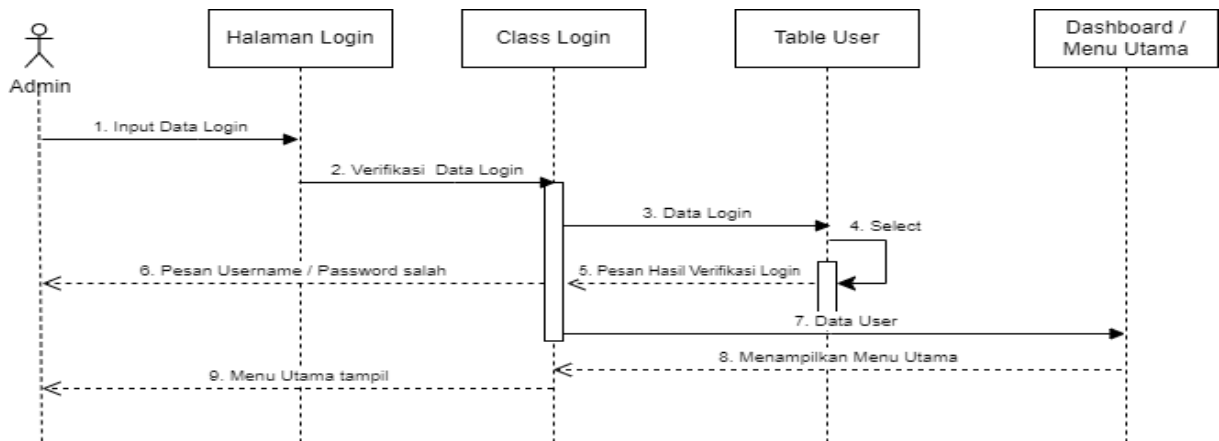 Admin
Halaman Login
Class Login
Table User
Dashboard /
Menu Utama
1. Input Data Login
2. Verifikasi Data Login
3. Data Login
4. Select
5. Pesan Hasil Verifikasi Login
6. Pesan Username / Password salah
7. Data User
8. Menampilkan Menu Utama
9. Menu Utama tampil